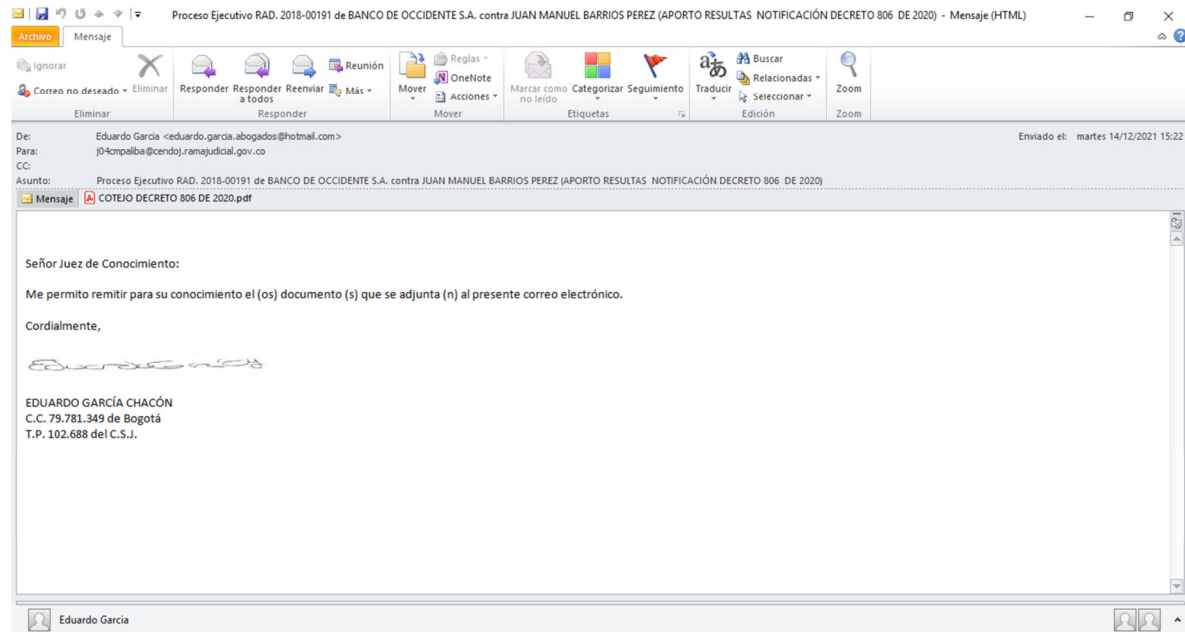 Proceso Ejecutivo RAD. 2018-00191 de BANCO DE OCCIDENTE S.A. contra JUAN MANUEL BARRIOS PEREZ (APORTO RESULTAS NOTIFICACIÓN DECRETO 806 DE 2020) - Mensaje (HTML)
Archivo Mensaje
Ignorar
Correo no deseado
Eliminar
Eliminar
Responder
Responder a todos
Reenviar
Reunión
Más
Responder
Mover
Reglas
OneNote
Acciones
Mover
Marcar como no leído
Categorizar
Seguimiento
Etiquetas
Traducir
Buscar
Relacionadas
Seleccionar
Edición
Zoom
Zoom
De: Eduardo Garcia <eduardo.garcia.abogados@hotmail.com> Enviado el: martes 14/12/2021 15:22
Para: j04cmpaliba@cendoj.ramajudicial.gov.co
CC:
Asunto: Proceso Ejecutivo RAD. 2018-00191 de BANCO DE OCCIDENTE S.A. contra JUAN MANUEL BARRIOS PEREZ (APORTO RESULTAS NOTIFICACIÓN DECRETO 806 DE 2020)
Mensaje COTEJO DECRETO 806 DE 2020.pdf
Señor Juez de Conocimiento:
Me permito remitir para su conocimiento el (os) documento (s) que se adjunta (n) al presente correo electrónico.
Cordialmente,
EDUARDO GARCÍA CHACÓN
C.C. 79.781.349 de Bogotá
T.P. 102.688 del C.S.J.
Eduardo Garcia